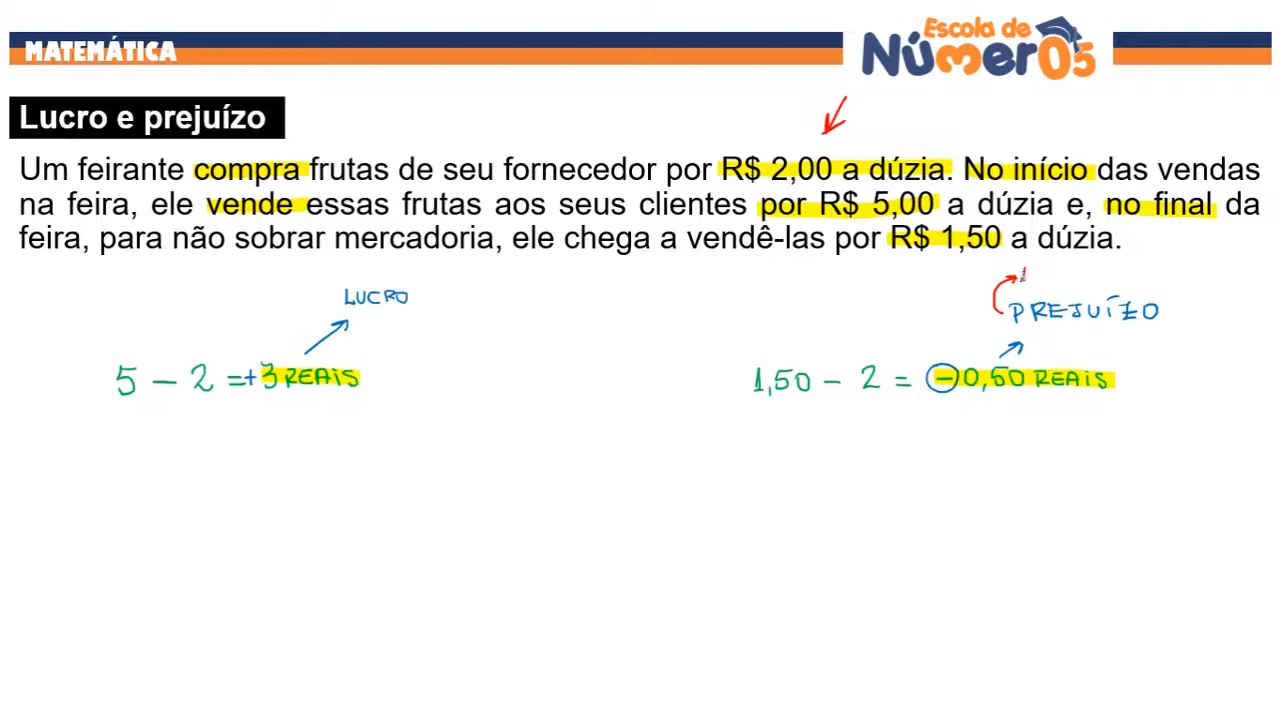 MATEMÁTICA
Escola de
Númer05
Lucro e prejuízo
Um feirante compra frutas de seu fornecedor por R$ 2,00 a dúzia. No início das vendas
na feira, ele vende essas frutas aos seus clientes por R$ 5,00 a dúzia e, no final da
feira, para não sobrar mercadoria, ele chega a vendê-las por R$ 1,50 a dúzia.
LUCRO
PREJUÍZO
5 - 2 = +3 REAIS
1,50 - 2 = -0,50 REAIS